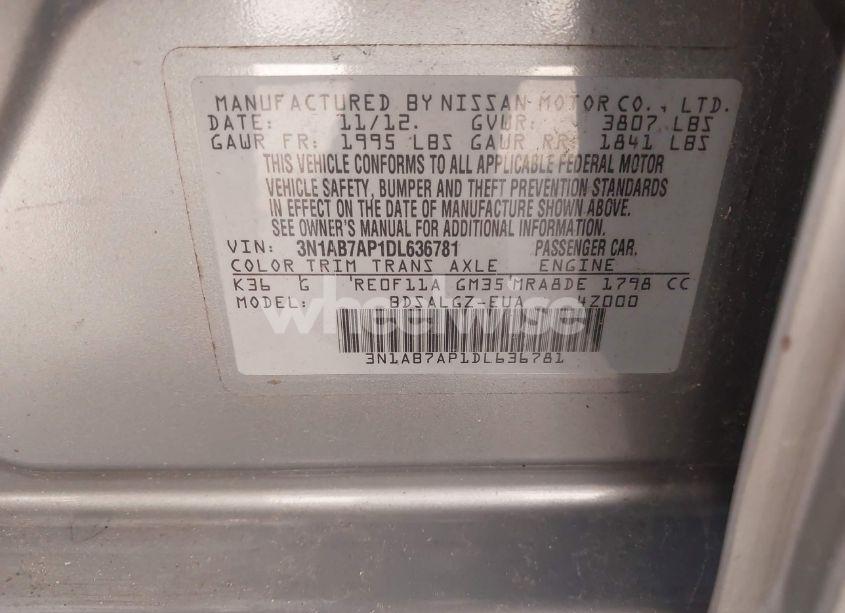 MANUFACTURED BY NISSAN MOTOR CO., LTD.
DATE: 11/12. GVWR: 3807 LBS
GAWR FR: 1995 LBS GAWR RR: 1841 LBS
THIS VEHICLE CONFORMS TO ALL APPLICABLE FEDERAL MOTOR
VEHICLE SAFETY, BUMPER AND THEFT PREVENTION STANDARDS
IN EFFECT ON THE DATE OF MANUFACTURE SHOWN ABOVE.
SEE OWNER'S MANUAL FOR ADDITIONAL INFORMATION.
VIN: 3N1AB7AP1DL636781 PASSENGER CAR.
COLOR TRIM TRANS AXLE ENGINE
K36 G RE0F11A GM35 MRA8DE 1798 CC
MODEL: BDSALGZ-EUA 4Z000
wheelwise
3N1AB7AP1DL636781